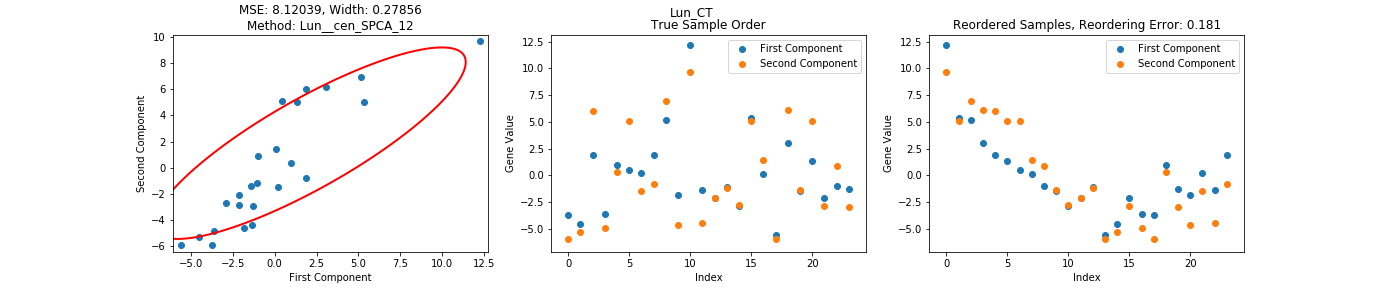 Lun_CT
MSE: 8.12039, Width: 0.27856
Method: Lun__cen_SPCA_12
10
8
6
4
2
0
−2
−4
−6
Second Component
−5.0 −2.5 0.0 2.5 5.0 7.5 10.0 12.5
First Component
True Sample Order
First Component
Second Component
12.5
10.0
7.5
5.0
2.5
0.0
−2.5
−5.0
Gene Value
0 5 10 15 20
Index
Reordered Samples, Reordering Error: 0.181
First Component
Second Component
12.5
10.0
7.5
5.0
2.5
0.0
−2.5
−5.0
Gene Value
0 5 10 15 20
Index